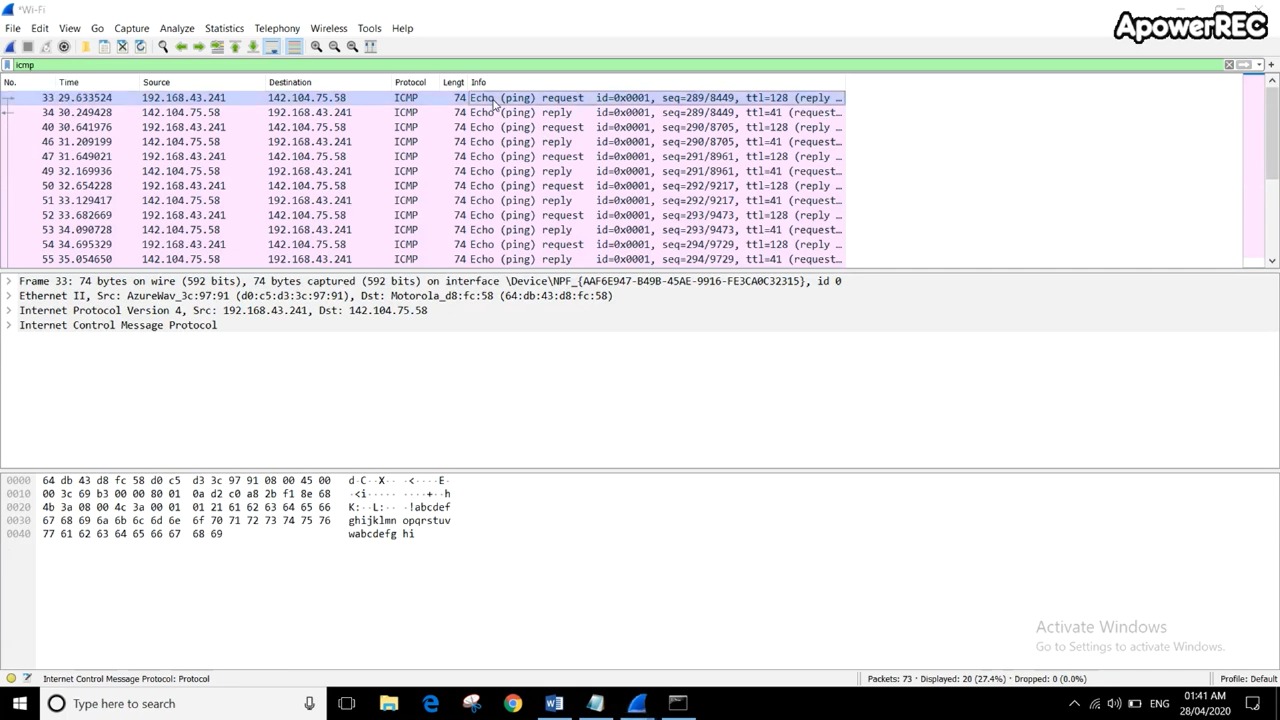 *Wi-Fi
ApowerREC
File Edit View Go Capture Analyze Statistics Telephony Wireless Tools Help
icmp
No. Time Source Destination Protocol Lengt Info
33 29.633524 192.168.43.241 142.104.75.58 ICMP 74 Echo (ping) request id=0x0001, seq=289/8449, ttl=128 (reply …
34 30.249428 142.104.75.58 192.168.43.241 ICMP 74 Echo (ping) reply id=0x0001, seq=289/8449, ttl=41 (request…
40 30.641976 192.168.43.241 142.104.75.58 ICMP 74 Echo (ping) request id=0x0001, seq=290/8705, ttl=128 (reply …
46 31.209199 142.104.75.58 192.168.43.241 ICMP 74 Echo (ping) reply id=0x0001, seq=290/8705, ttl=41 (request…
47 31.649021 192.168.43.241 142.104.75.58 ICMP 74 Echo (ping) request id=0x0001, seq=291/8961, ttl=128 (reply …
49 32.169936 142.104.75.58 192.168.43.241 ICMP 74 Echo (ping) reply id=0x0001, seq=291/8961, ttl=41 (request…
50 32.654228 192.168.43.241 142.104.75.58 ICMP 74 Echo (ping) request id=0x0001, seq=292/9217, ttl=128 (reply …
51 33.129417 142.104.75.58 192.168.43.241 ICMP 74 Echo (ping) reply id=0x0001, seq=292/9217, ttl=41 (request…
52 33.682669 192.168.43.241 142.104.75.58 ICMP 74 Echo (ping) request id=0x0001, seq=293/9473, ttl=128 (reply …
53 34.090728 142.104.75.58 192.168.43.241 ICMP 74 Echo (ping) reply id=0x0001, seq=293/9473, ttl=41 (request…
54 34.695329 192.168.43.241 142.104.75.58 ICMP 74 Echo (ping) request id=0x0001, seq=294/9729, ttl=128 (reply …
55 35.054650 142.104.75.58 192.168.43.241 ICMP 74 Echo (ping) reply id=0x0001, seq=294/9729, ttl=41 (request…
Frame 33: 74 bytes on wire (592 bits), 74 bytes captured (592 bits) on interface \Device\NPF_{AAF6E947-B49B-45AE-9916-FE3CA0C32315}, id 0
Ethernet II, Src: AzureWav_3c:97:91 (d0:c5:d3:3c:97:91), Dst: Motorola_d8:fc:58 (64:db:43:d8:fc:58)
Internet Protocol Version 4, Src: 192.168.43.241, Dst: 142.104.75.58
Internet Control Message Protocol
0000 64 db 43 d8 fc 58 d0 c5 d3 3c 97 91 08 00 45 00 d·C··X·· ·<····E·
0010 00 3c 69 b3 00 00 80 01 0a d2 c0 a8 2b f1 8e 68 ·<i····· ····+··h
0020 4b 3a 08 00 4c 3a 00 01 01 21 61 62 63 64 65 66 K:··L:·· ·!abcdef
0030 67 68 69 6a 6b 6c 6d 6e 6f 70 71 72 73 74 75 76 ghijklmn opqrstuv
0040 77 61 62 63 64 65 66 67 68 69 wabcdefg hi
Activate Windows
Go to Settings to activate Windows.
Internet Control Message Protocol: Protocol Packets: 73 · Displayed: 20 (27.4%) · Dropped: 0 (0.0%) Profile: Default
Type here to search ENG 01:41 AM
28/04/2020